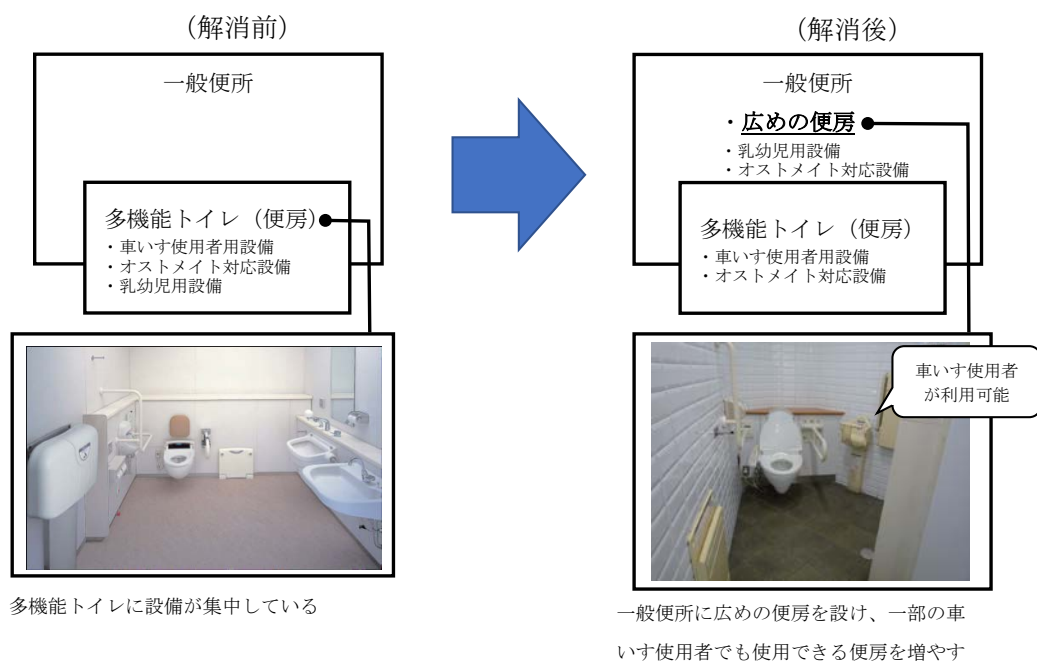 （解消前）
一般便所
多機能トイレ（便房）
・車いす使用者用設備
・オストメイト対応設備
・乳幼児用設備
多機能トイレに設備が集中している
（解消後）
一般便所
・広めの便房
・乳幼児用設備
・オストメイト対応設備
多機能トイレ（便房）
・車いす使用者用設備
・オストメイト対応設備
車いす使用者
が利用可能
一般便所に広めの便房を設け、一部の車
いす使用者でも使用できる便房を増やす